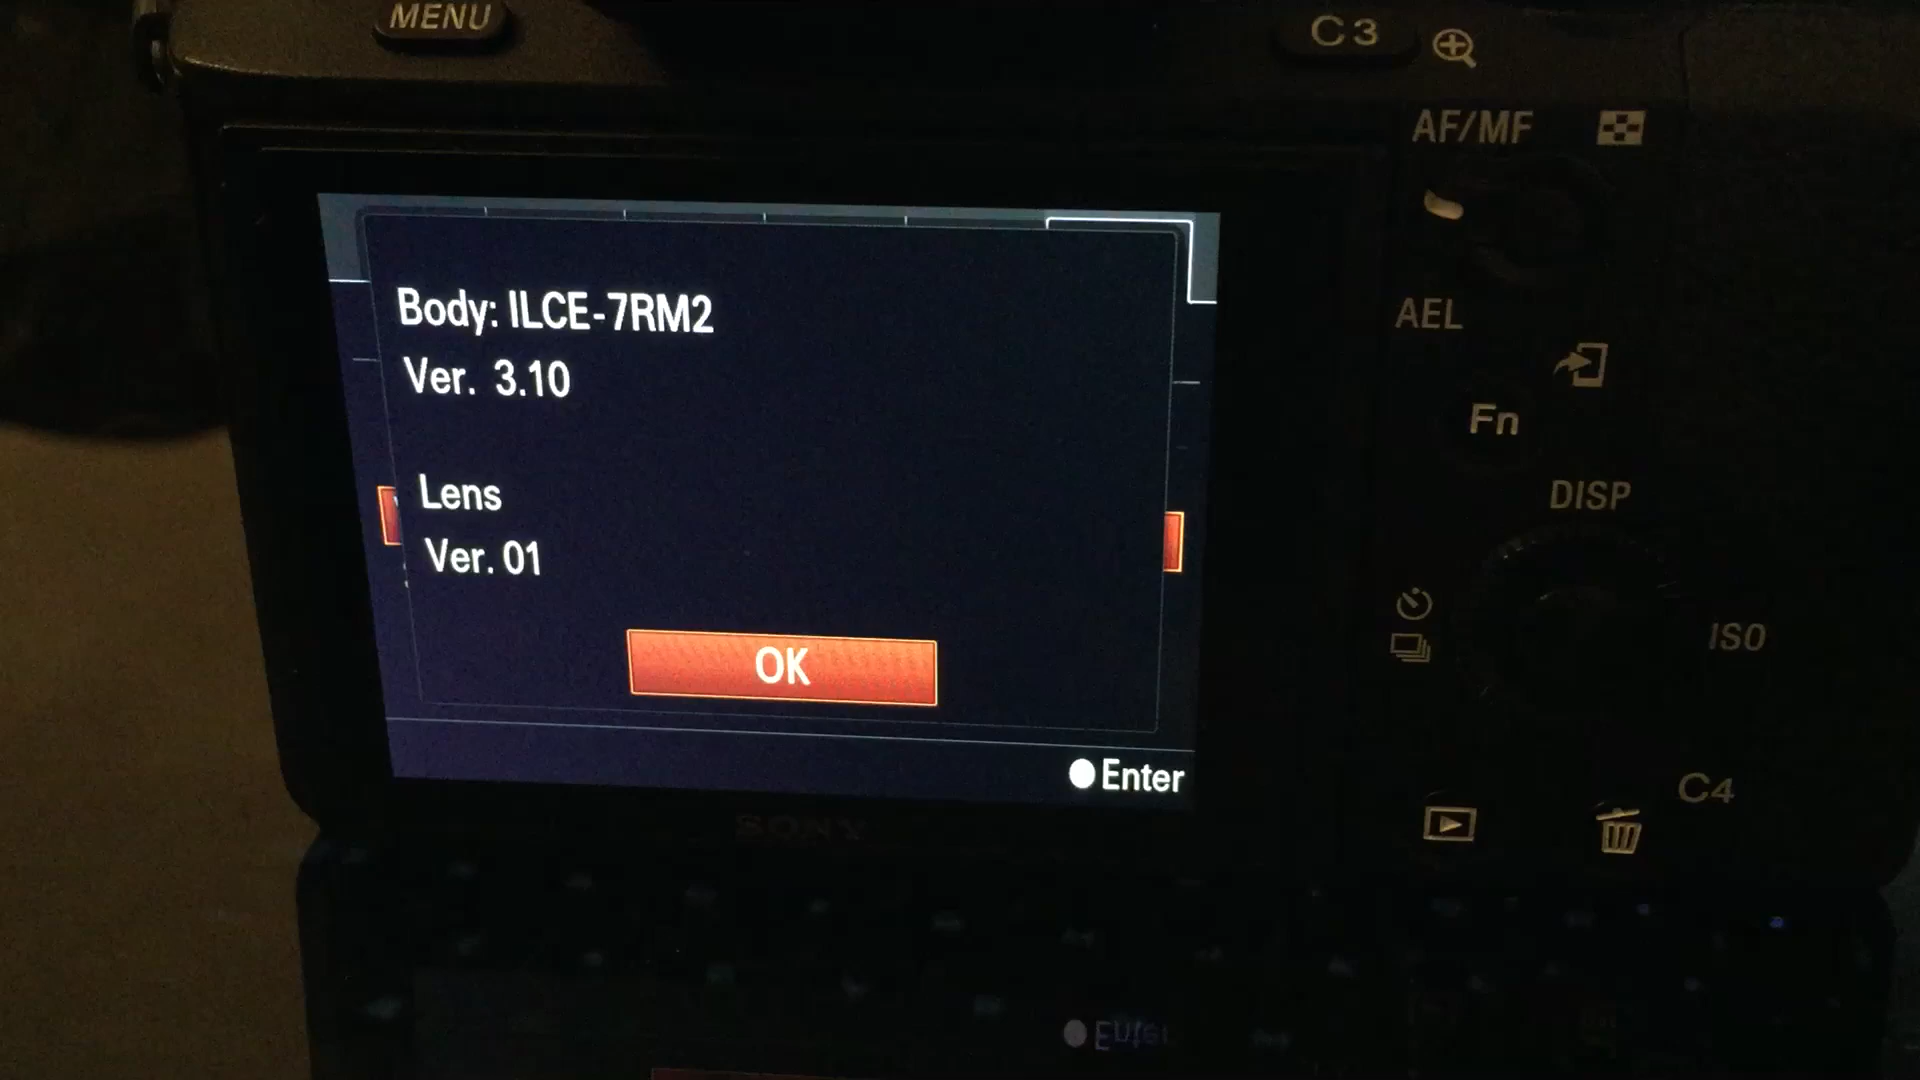 MENU
C3
AF/MF
Body: ILCE-7RM2
Ver. 3.10
AEL
Fn
Lens
Ver. 01
DISP
OK
ISO
Enter
C4
SONY
Enter